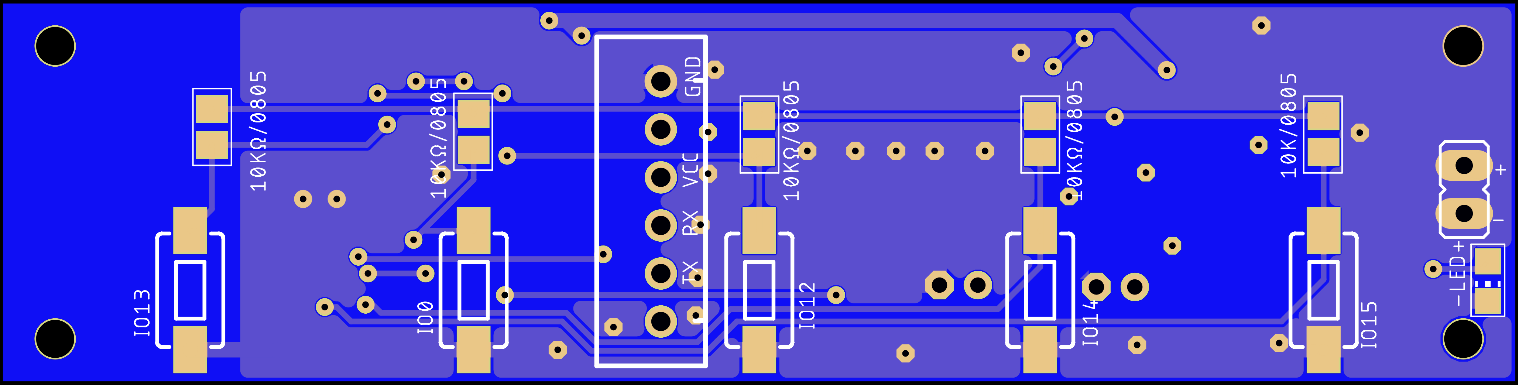 10KΩ/0805
10KΩ/0805
GND
10KΩ/0805
10KΩ/0805
10K/0805
VCC
RX
TX
+
-
-LED+
IO13
IO0
IO12
IO14
IO15